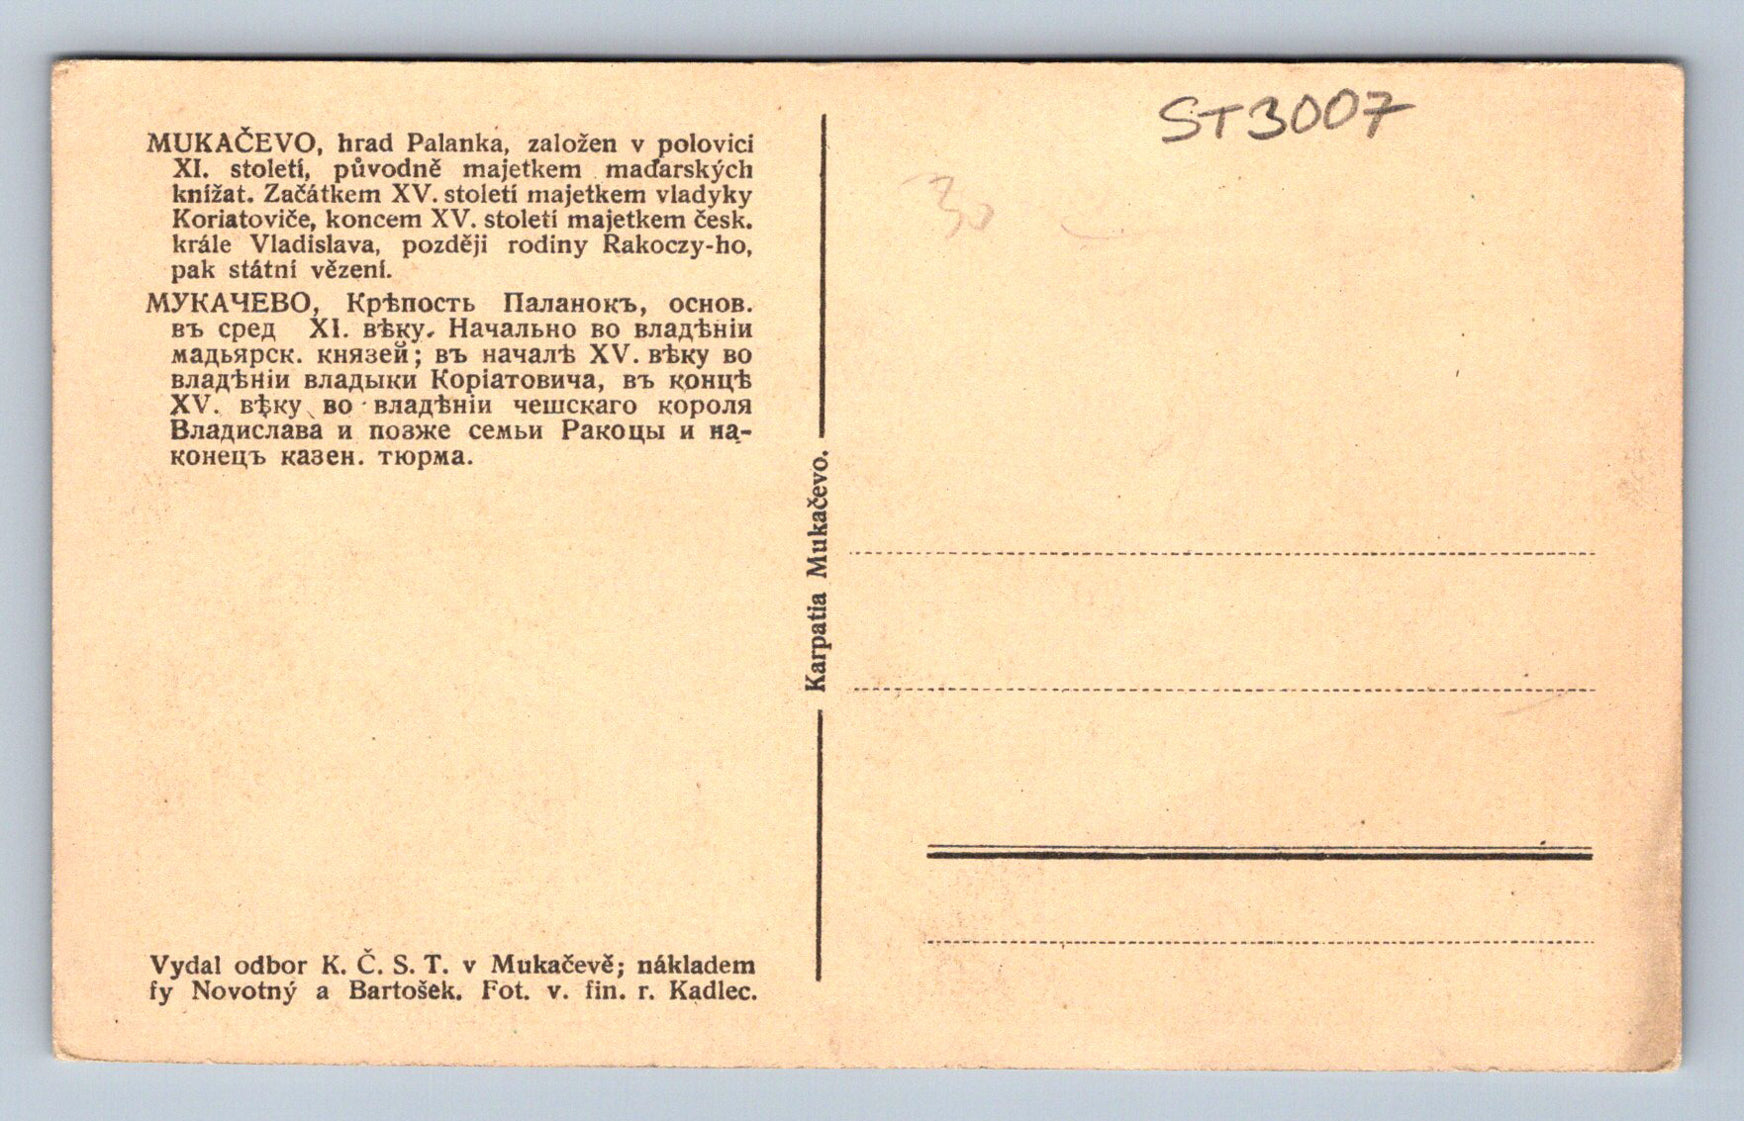 MUKAČEVO, hrad Palanka, založen v polovici
XI. století, původně majetkem maďarských
knížat. Začátkem XV. století majetkem vladyky
Koriatoviče, koncem XV. století majetkem česk.
krále Vladislava, později rodiny Rakoczy-ho,
pak státní vězení.
МУКАЧЕВО, Крѣпость Паланокъ, основ.
въ сред XI. вѣку. Начально во владѣніи
мадьярск. князей; въ началѣ XV. вѣку во
владѣніи владыки Коріатовича, въ концѣ
XV. вѣку во владѣніи чешскаго короля
Владислава и позже семьи Ракоцы и на-
конецъ казен. тюрма.
Vydal odbor K. Č. S. T. v Mukačevě; nákladem
fy Novotný a Bartošek. Fot. v. fin. r. Kadlec.
Karpatia Mukačevo.
ST3007
30